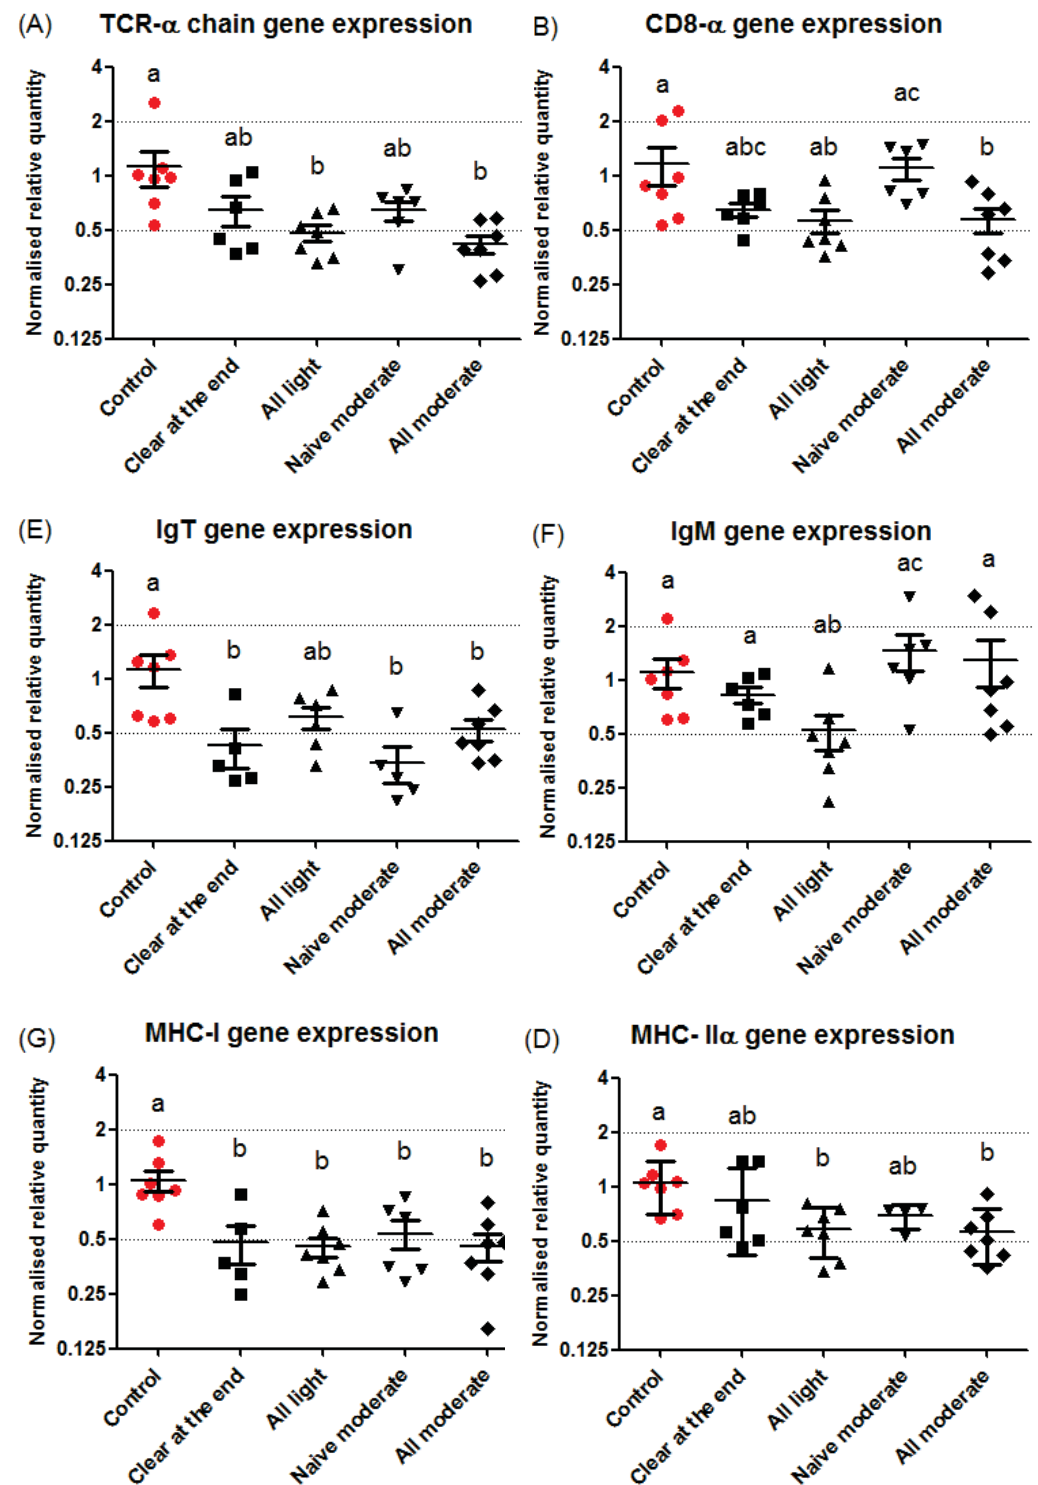 (A) TCR-α chain gene expression
Normalised relative quantity
4
2
1
0.5
0.25
0.125
a
ab
b
ab
b
Control
Clear at the end
All light
Naive moderate
All moderate
B) CD8-α gene expression
Normalised relative quantity
4
2
1
0.5
0.25
0.125
a
abc
ab
ac
b
Control
Clear at the end
All light
Naive moderate
All moderate
(E) IgT gene expression
Normalised relative quantity
4
2
1
0.5
0.25
0.125
a
b
ab
b
b
Control
Clear at the end
All light
Naive moderate
All moderate
(F) IgM gene expression
Normalised relative quantity
4
2
1
0.5
0.25
0.125
a
a
ab
ac
a
Control
Clear at the end
All light
Naive moderate
All moderate
(G) MHC-I gene expression
Normalised relative quantity
4
2
1
0.5
0.25
0.125
a
b
b
b
b
Control
Clear at the end
All light
Naive moderate
All moderate
(D) MHC- IIα gene expression
Normalised relative quantity
4
2
1
0.5
0.25
0.125
a
ab
b
ab
b
Control
Clear at the end
All light
Naive moderate
All moderate